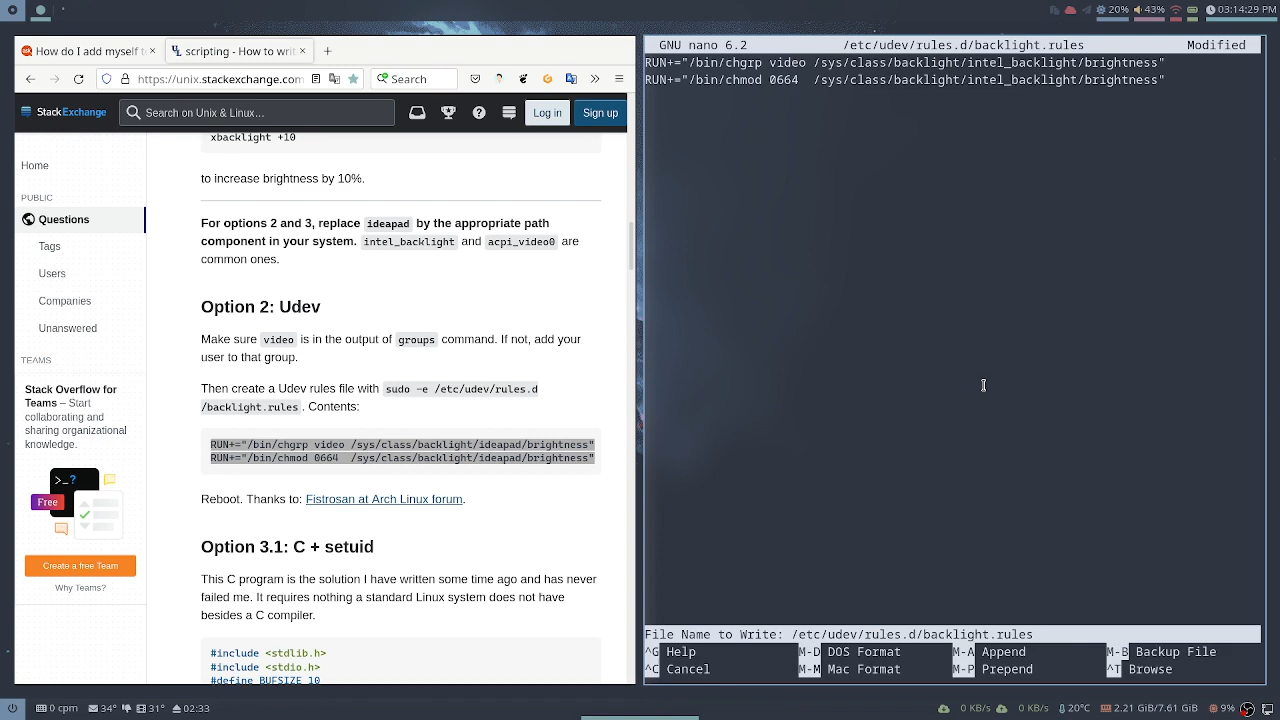 20%
43%
03:14:29 PM
How do I add myself t
scripting - How to writ
https://unix.stackexchange.com
Search
StackExchange
Search on Unix & Linux…
Log in
Sign up
Home
PUBLIC
Questions
Tags
Users
Companies
Unanswered
TEAMS
Stack Overflow for
Teams – Start
collaborating and
sharing organizational
knowledge.
>_?
Free
Create a free Team
Why Teams?
xbacklight +10
to increase brightness by 10%.
For options 2 and 3, replace ideapad by the appropriate path
component in your system. intel_backlight and acpi_video0 are
common ones.
Option 2: Udev
Make sure video is in the output of groups command. If not, add your
user to that group.
Then create a Udev rules file with sudo -e /etc/udev/rules.d
/backlight.rules. Contents:
RUN+="/bin/chgrp video /sys/class/backlight/ideapad/brightness"
RUN+="/bin/chmod 0664  /sys/class/backlight/ideapad/brightness"
Reboot. Thanks to: Fistrosan at Arch Linux forum.
Option 3.1: C + setuid
This C program is the solution I have written some time ago and has never
failed me. It requires nothing a standard Linux system does not have
besides a C compiler.
#include <stdlib.h>
#include <stdio.h>
#define BUFSIZE 10
GNU nano 6.2 /etc/udev/rules.d/backlight.rules Modified
RUN+="/bin/chgrp video /sys/class/backlight/intel_backlight/brightness"
RUN+="/bin/chmod 0664  /sys/class/backlight/intel_backlight/brightness"
File Name to Write: /etc/udev/rules.d/backlight.rules
^G Help M-D DOS Format M-A Append M-B Backup File
^C Cancel M-M Mac Format M-P Prepend ^T Browse
0 cpm
34°
31°
02:33
0 KB/s
0 KB/s
20°C
2.21 GiB/7.61 GiB
9%